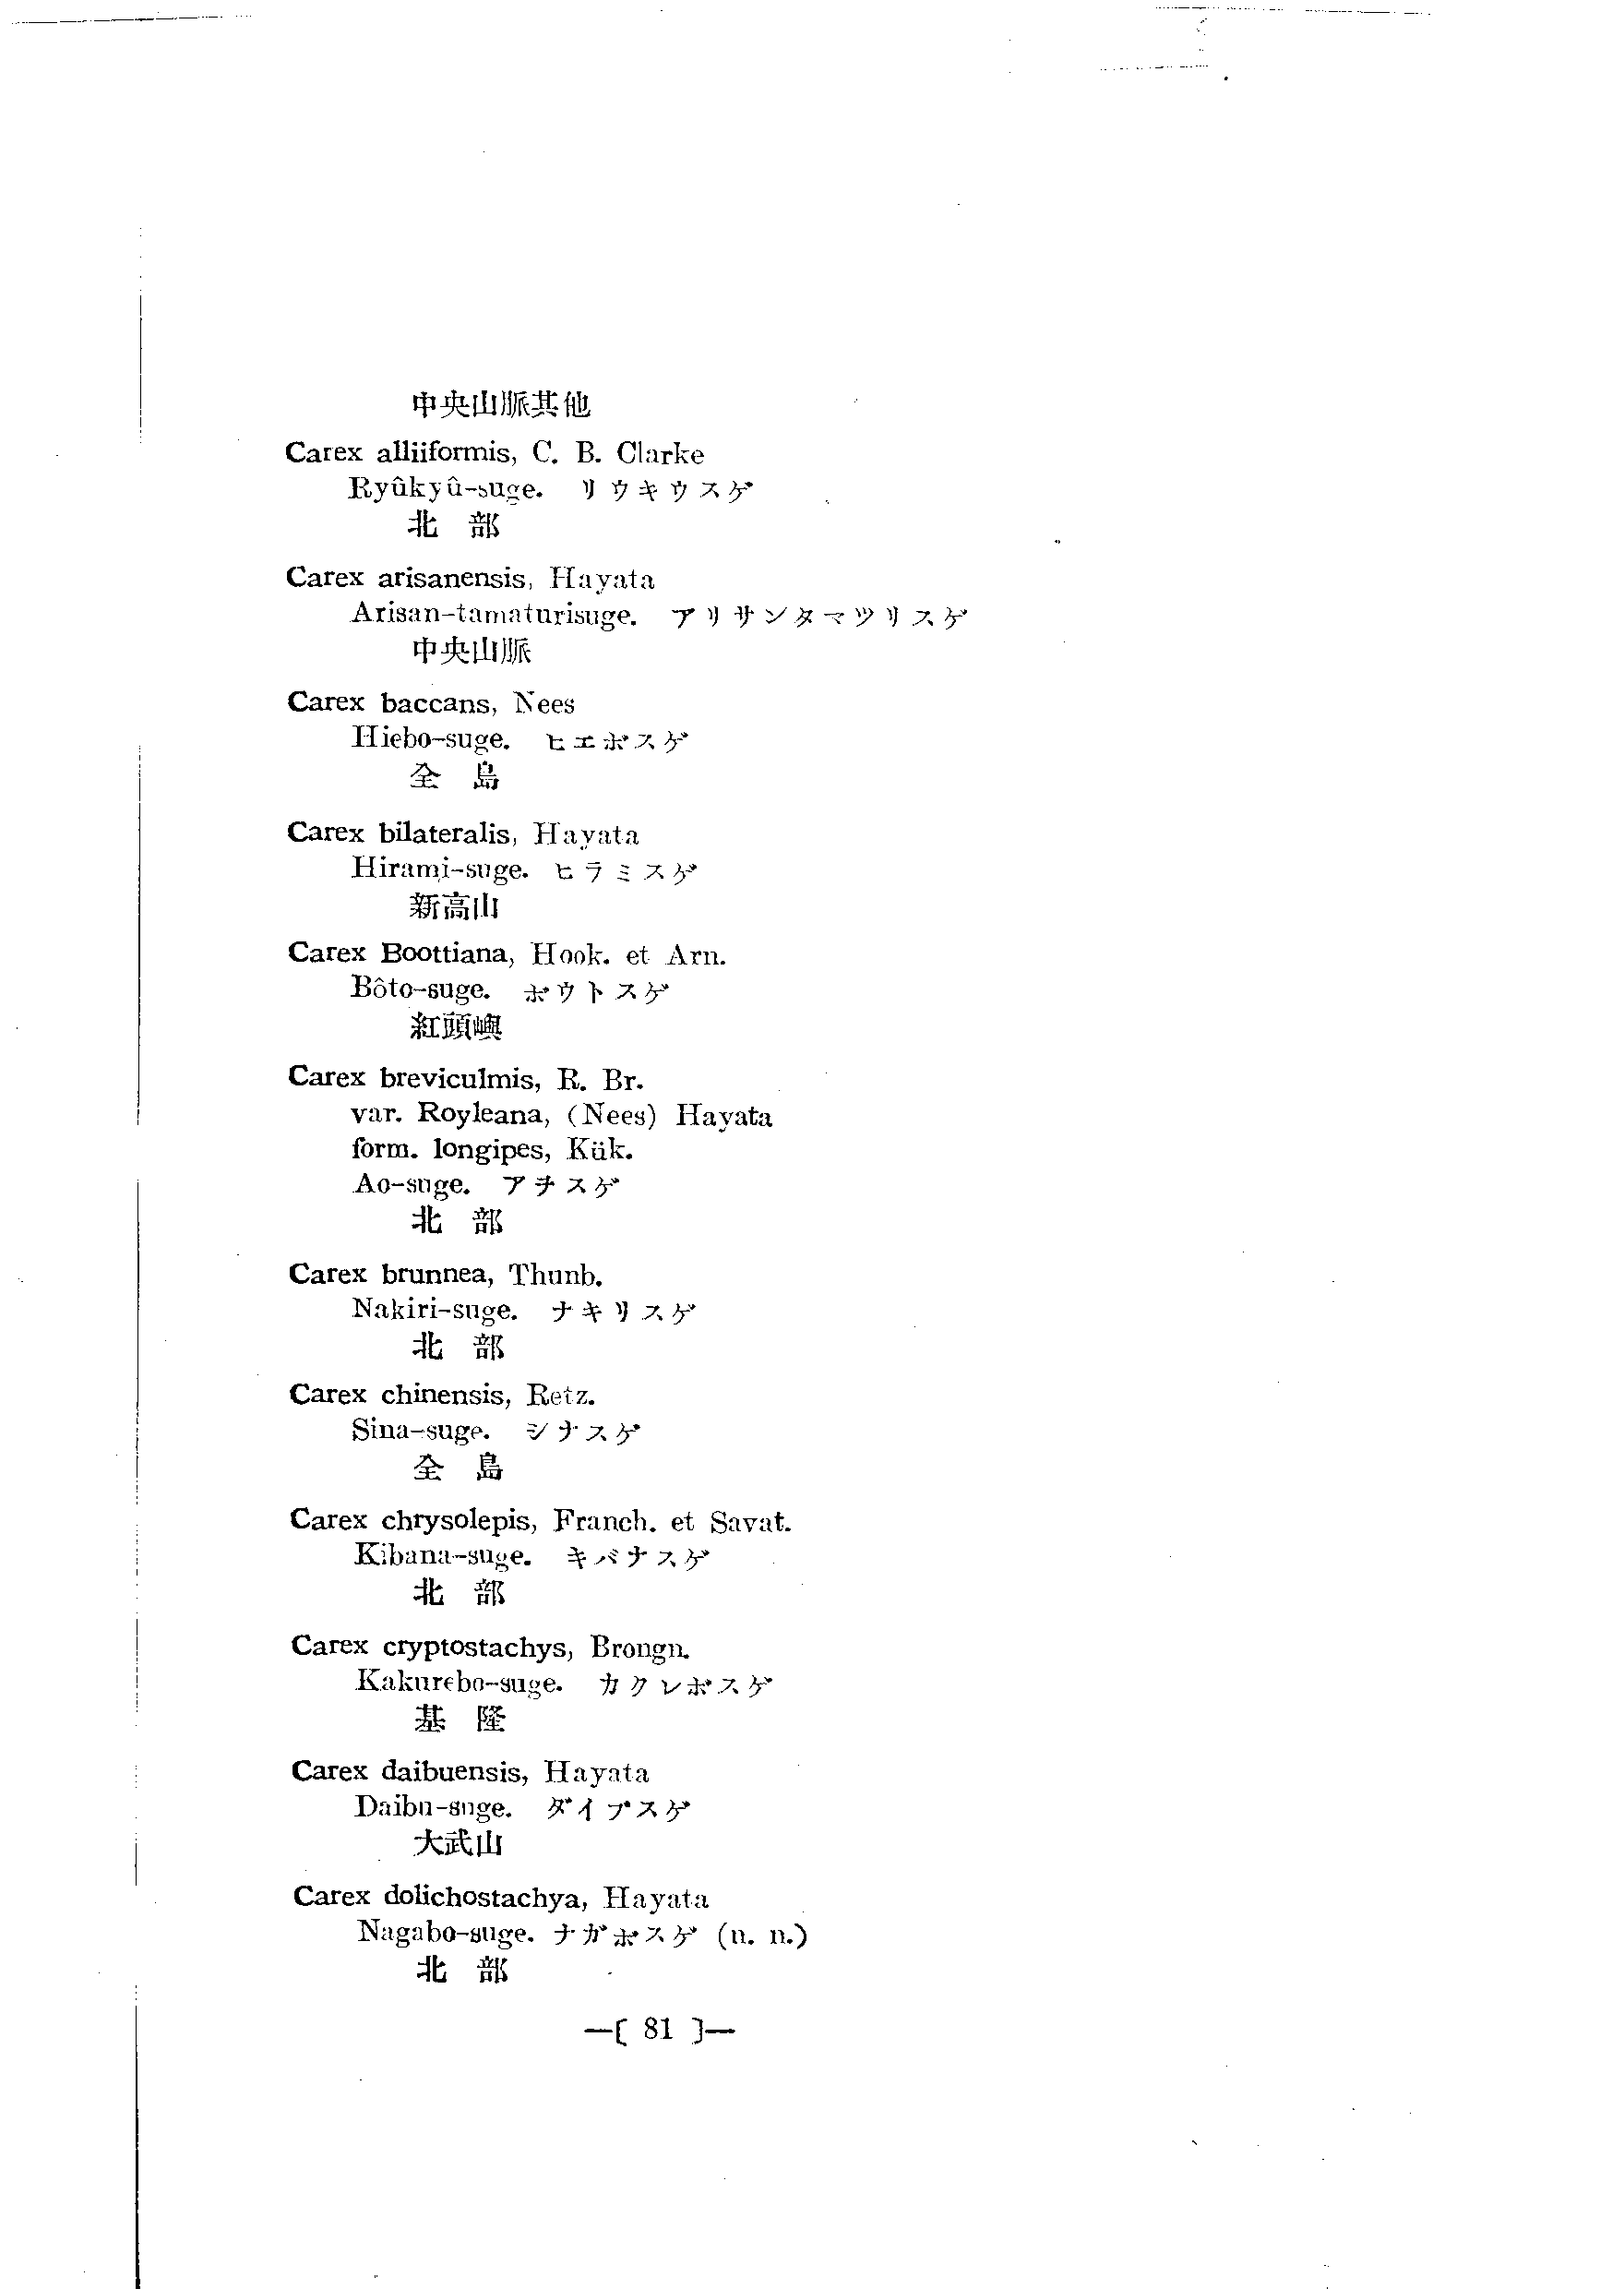 中央山脈其他
Carex alliiformis, C. B. Clarke
Ryûkyû-suge. リウキウスゲ
北 部
Carex arisanensis, Hayata
Arisan-tamaturisuge. アリサンタマツリスゲ
中央山脈
Carex baccans, Nees
Hiebo-suge. ヒエボスゲ
全 島
Carex bilateralis, Hayata
Hirami-suge. ヒラミスゲ
新高山
Carex Boottiana, Hook. et Arn.
Bôto-suge. ボウトスゲ
紅頭嶼
Carex breviculmis, R. Br.
var. Royleana, (Nees) Hayata
form. longipes, Kük.
Ao-suge. アヲスゲ
北 部
Carex brunnea, Thunb.
Nakiri-suge. ナキリスゲ
北 部
Carex chinensis, Retz.
Sina-suge. シナスゲ
全 島
Carex chrysolepis, Franch. et Savat.
Kibana-suge. キバナスゲ
北 部
Carex cryptostachys, Brongn.
Kakurebo-suge. カクレボスゲ
基 隆
Carex daibuensis, Hayata
Daibu-suge. ダイブスゲ
大武山
Carex dolichostachya, Hayata
Nagabo-suge. ナガボスゲ (n. n.)
北 部
—[ 81 ]—